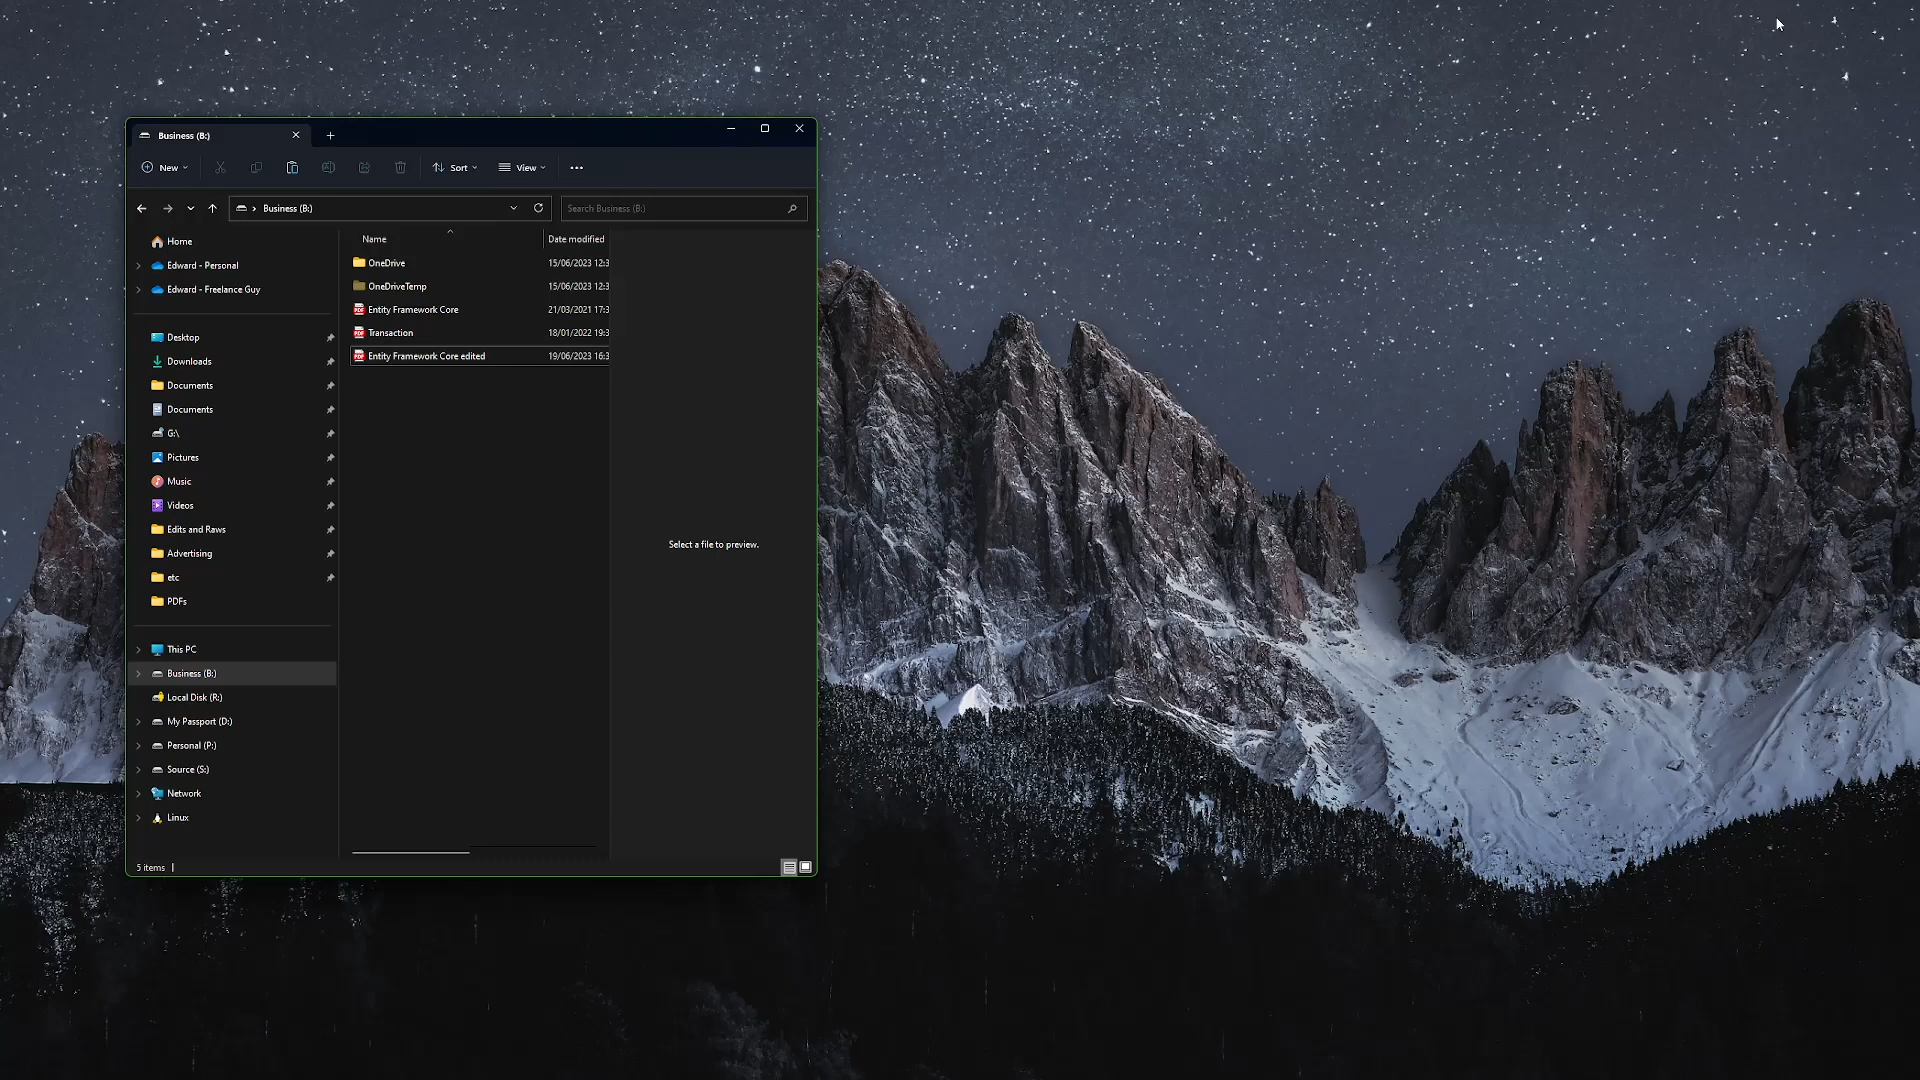 Business (B:)
New
Sort
View
Business (B:)
Search Business (B:)
Home
Edward - Personal
Edward - Freelance Guy
Desktop
Downloads
Documents
Documents
G:\
Pictures
Music
Videos
Edits and Raws
Advertising
etc
PDFs
This PC
Business (B:)
Local Disk (R:)
My Passport (D:)
Personal (P:)
Source (S:)
Network
Linux
Name Date modified
OneDrive 15/06/2023 12:3
OneDriveTemp 15/06/2023 12:3
Entity Framework Core 21/03/2021 17:3
Transaction 18/01/2022 19:3
Entity Framework Core edited 19/06/2023 16:3
Select a file to preview.
5 items